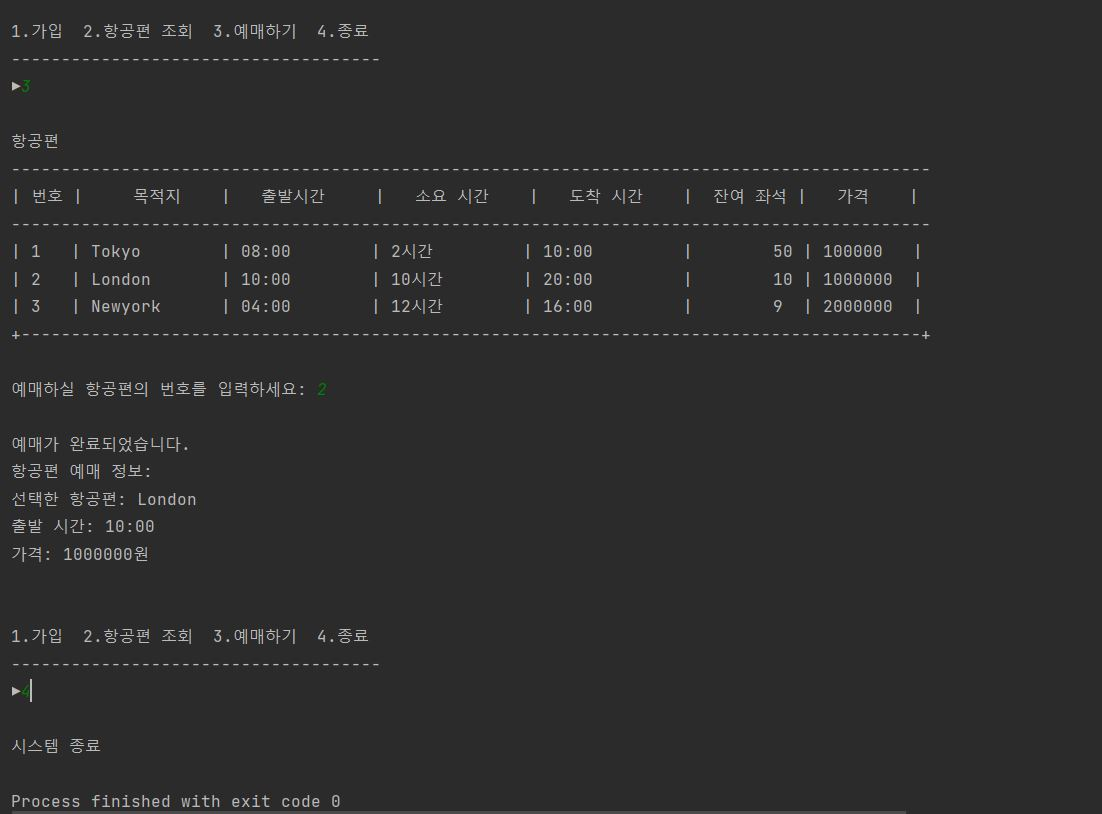 1.가입  2.항공편 조회  3.예매하기  4.종료
-------------------------------------
►3
항공편
--------------------------------------------------------------------------------------------
| 번호 |     목적지    |   출발시간     |   소요 시간    |   도착 시간    |  잔여 좌석 |   가격    |
--------------------------------------------------------------------------------------------
| 1   | Tokyo        | 08:00        | 2시간         | 10:00         |        50 | 100000   |
| 2   | London       | 10:00        | 10시간        | 20:00         |        10 | 1000000  |
| 3   | Newyork      | 04:00        | 12시간        | 16:00         |        9  | 2000000  |
+------------------------------------------------------------------------------------------+
예매하실 항공편의 번호를 입력하세요: 2
예매가 완료되었습니다.
항공편 예매 정보:
선택한 항공편: London
출발 시간: 10:00
가격: 1000000원
1.가입  2.항공편 조회  3.예매하기  4.종료
-------------------------------------
►4
시스템 종료
Process finished with exit code 0